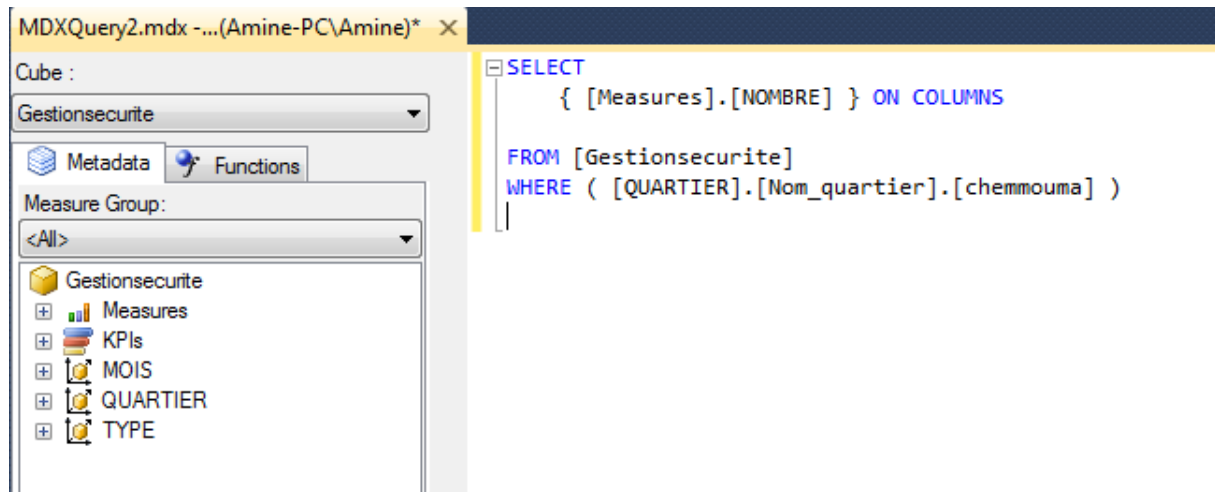 MDXQuery2.mdx -...(Amine-PC\Amine)*
Cube :
Gestionsecurite
Metadata
Functions
Measure Group:
<All>
Gestionsecurite
Measures
KPIs
MOIS
QUARTIER
TYPE
SELECT
{ [Measures].[NOMBRE] } ON COLUMNS
FROM [Gestionsecurite]
WHERE ( [QUARTIER].[Nom_quartier].[chemmouma] )